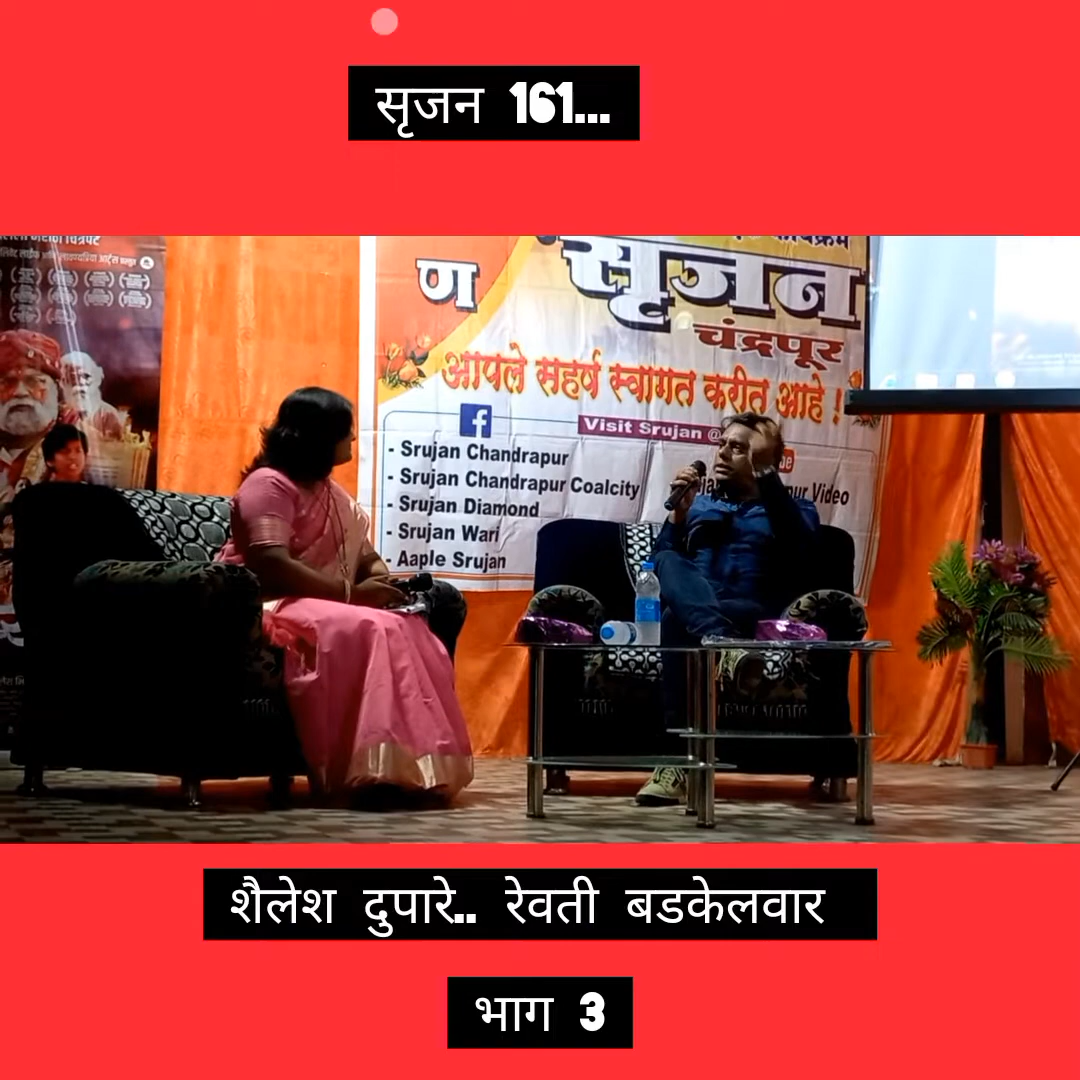 सृजन 161...
ण
सृजन
चंद्रपूर
आपले सहर्ष स्वागत करीत आहे !
Visit Srujan @
- Srujan Chandrapur
- Srujan Chandrapur Coalcity
- Srujan Diamond
- Srujan Wari
- Aaple Srujan
Video
शैलेश दुपारे.. रेवती बडकेलवार
भाग 3